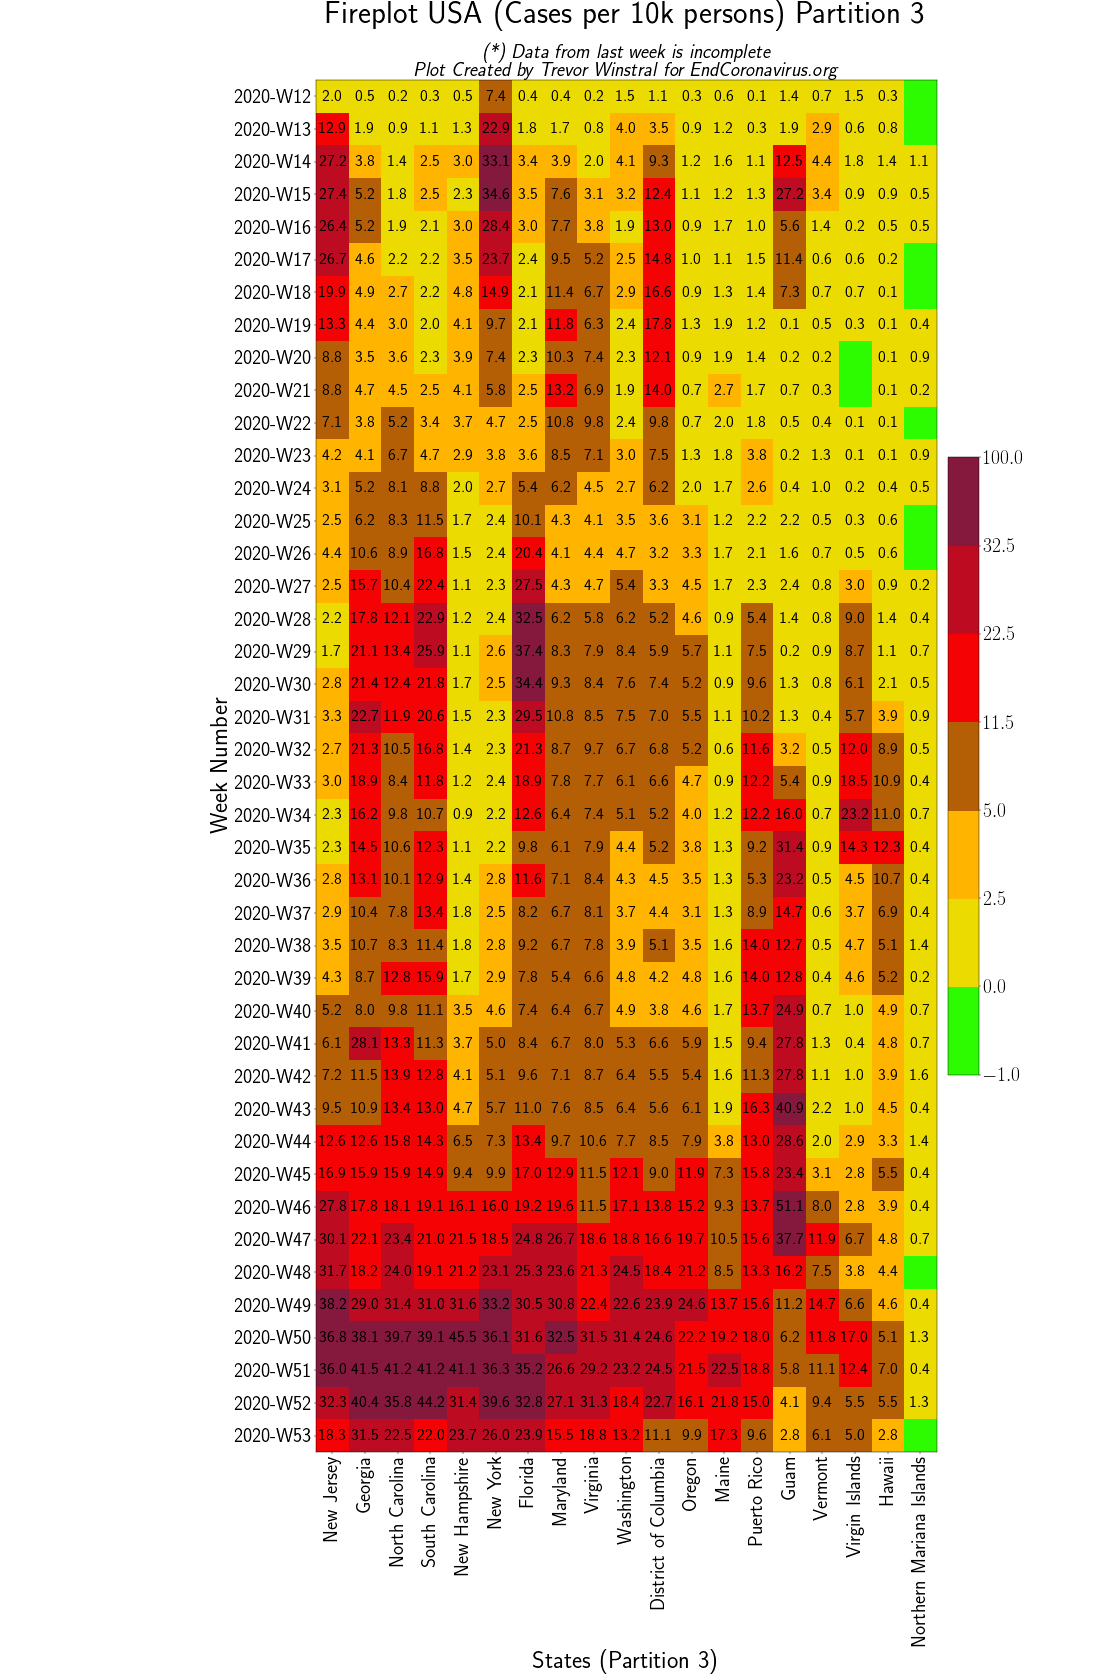 Fireplot USA (Cases per 10k persons) Partition 3
(*) Data from last week is incomplete
Plot Created by Trevor Winstral for EndCoronavirus.org
2020-W12 2.0 0.5 0.2 0.3 0.5 7.4 0.4 0.4 0.2 1.5 1.1 0.3 0.6 0.1 1.4 0.7 1.5 0.3
2020-W13 12.9 1.9 0.9 1.1 1.3 22.9 1.8 1.7 0.8 4.0 3.5 0.9 1.2 0.3 1.9 2.9 0.6 0.8
2020-W14 27.2 3.8 1.4 2.5 3.0 33.1 3.4 3.9 2.0 4.1 9.3 1.2 1.6 1.1 12.5 4.4 1.8 1.4 1.1
2020-W15 27.4 5.2 1.8 2.5 2.3 34.6 3.5 7.6 3.1 3.2 12.4 1.1 1.2 1.3 27.2 3.4 0.9 0.9 0.5
2020-W16 26.4 5.2 1.9 2.1 3.0 28.4 3.0 7.7 3.8 1.9 13.0 0.9 1.7 1.0 5.6 1.4 0.2 0.5 0.5
2020-W17 26.7 4.6 2.2 2.2 3.5 23.7 2.4 9.5 5.2 2.5 14.8 1.0 1.1 1.5 11.4 0.6 0.6 0.2
2020-W18 19.9 4.9 2.7 2.2 4.8 14.9 2.1 11.4 6.7 2.9 16.6 0.9 1.3 1.4 7.3 0.7 0.7 0.1
2020-W19 13.3 4.4 3.0 2.0 4.1 9.7 2.1 11.8 6.3 2.4 17.8 1.3 1.9 1.2 0.1 0.5 0.3 0.1 0.4
2020-W20 8.8 3.5 3.6 2.3 3.9 7.4 2.3 10.3 7.4 2.3 12.1 0.9 1.9 1.4 0.2 0.2 0.1 0.9
2020-W21 8.8 4.7 4.5 2.5 4.1 5.8 2.5 13.2 6.9 1.9 14.0 0.7 2.7 1.7 0.7 0.3 0.1 0.2
2020-W22 7.1 3.8 5.2 3.4 3.7 4.7 2.5 10.8 9.8 2.4 9.8 0.7 2.0 1.8 0.5 0.4 0.1 0.1
2020-W23 4.2 4.1 6.7 4.7 2.9 3.8 3.6 8.5 7.1 3.0 7.5 1.3 1.8 3.8 0.2 1.3 0.1 0.1 0.9
2020-W24 3.1 5.2 8.1 8.8 2.0 2.7 5.4 6.2 4.5 2.7 6.2 2.0 1.7 2.6 0.4 1.0 0.2 0.4 0.5
2020-W25 2.5 6.2 8.3 11.5 1.7 2.4 10.1 4.3 4.1 3.5 3.6 3.1 1.2 2.2 2.2 0.5 0.3 0.6
2020-W26 4.4 10.6 8.9 16.8 1.5 2.4 20.4 4.1 4.4 4.7 3.2 3.3 1.7 2.1 1.6 0.7 0.5 0.6
2020-W27 2.5 15.7 10.4 22.4 1.1 2.3 27.5 4.3 4.7 5.4 3.3 4.5 1.7 2.3 2.4 0.8 3.0 0.9 0.2
2020-W28 2.2 17.8 12.1 22.9 1.2 2.4 32.5 6.2 5.8 6.2 5.2 4.6 0.9 5.4 1.4 0.8 9.0 1.4 0.4
2020-W29 1.7 21.1 13.4 25.9 1.1 2.6 37.4 8.3 7.9 8.4 5.9 5.7 1.1 7.5 0.2 0.9 8.7 1.1 0.7
2020-W30 2.8 21.4 12.4 21.8 1.7 2.5 34.4 9.3 8.4 7.6 7.4 5.2 0.9 9.6 1.3 0.8 6.1 2.1 0.5
2020-W31 3.3 22.7 11.9 20.6 1.5 2.3 29.5 10.8 8.5 7.5 7.0 5.5 1.1 10.2 1.3 0.4 5.7 3.9 0.9
2020-W32 2.7 21.3 10.5 16.8 1.4 2.3 21.3 8.7 9.7 6.7 6.8 5.2 0.6 11.6 3.2 0.5 12.0 8.9 0.5
2020-W33 3.0 18.9 8.4 11.8 1.2 2.4 18.9 7.8 7.7 6.1 6.6 4.7 0.9 12.2 5.4 0.9 18.5 10.9 0.4
2020-W34 2.3 16.2 9.8 10.7 0.9 2.2 12.6 6.4 7.4 5.1 5.2 4.0 1.2 12.2 16.0 0.7 23.2 11.0 0.7
2020-W35 2.3 14.5 10.6 12.3 1.1 2.2 9.8 6.1 7.9 4.4 5.2 3.8 1.3 9.2 31.4 0.9 14.3 12.3 0.4
2020-W36 2.8 13.1 10.1 12.9 1.4 2.8 11.6 7.1 8.4 4.3 4.5 3.5 1.3 5.3 23.2 0.5 4.5 10.7 0.4
2020-W37 2.9 10.4 7.8 13.4 1.8 2.5 8.2 6.7 8.1 3.7 4.4 3.1 1.3 8.9 14.7 0.6 3.7 6.9 0.4
2020-W38 3.5 10.7 8.3 11.4 1.8 2.8 9.2 6.7 7.8 3.9 5.1 3.5 1.6 14.0 12.7 0.5 4.7 5.1 1.4
2020-W39 4.3 8.7 12.8 15.9 1.7 2.9 7.8 5.4 6.6 4.8 4.2 4.8 1.6 14.0 12.8 0.4 4.6 5.2 0.2
2020-W40 5.2 8.0 9.8 11.1 3.5 4.6 7.4 6.4 6.7 4.9 3.8 4.6 1.7 13.7 24.9 0.7 1.0 4.9 0.7
2020-W41 6.1 28.1 13.3 11.3 3.7 5.0 8.4 6.7 8.0 5.3 6.6 5.9 1.5 9.4 27.8 1.3 0.4 4.8 0.7
2020-W42 7.2 11.5 13.9 12.8 4.1 5.1 9.6 7.1 8.7 6.4 5.5 5.4 1.6 11.3 27.8 1.1 1.0 3.9 1.6
2020-W43 9.5 10.9 13.4 13.0 4.7 5.7 11.0 7.6 8.5 6.4 5.6 6.1 1.9 16.3 40.9 2.2 1.0 4.5 0.4
2020-W44 12.6 12.6 15.8 14.3 6.5 7.3 13.4 9.7 10.6 7.7 8.5 7.9 3.8 13.0 28.6 2.0 2.9 3.3 1.4
2020-W45 16.9 15.9 15.9 14.9 9.4 9.9 17.0 12.9 11.5 12.1 9.0 11.9 7.3 15.8 23.4 3.1 2.8 5.5 0.4
2020-W46 27.8 17.8 18.1 19.1 16.1 16.0 19.2 19.6 11.5 17.1 13.8 15.2 9.3 13.7 51.1 8.0 2.8 3.9 0.4
2020-W47 30.1 22.1 23.4 21.0 21.5 18.5 24.8 26.7 18.6 18.8 16.6 19.7 10.5 15.6 37.7 11.9 6.7 4.8 0.7
2020-W48 31.7 18.2 24.0 19.1 21.2 23.1 25.3 23.6 21.3 24.5 18.4 21.2 8.5 13.3 16.2 7.5 3.8 4.4
2020-W49 38.2 29.0 31.4 31.0 31.6 33.2 30.5 30.8 22.4 22.6 23.9 24.6 13.7 15.6 11.2 14.7 6.6 4.6 0.4
2020-W50 36.8 38.1 39.7 39.1 45.5 36.1 31.6 32.5 31.5 31.4 24.6 22.2 19.2 18.0 6.2 11.8 17.0 5.1 1.3
2020-W51 36.0 41.5 41.2 41.2 41.1 36.3 35.2 26.6 29.2 23.2 24.5 21.5 22.5 18.8 5.8 11.1 12.4 7.0 0.4
2020-W52 32.3 40.4 35.8 44.2 31.4 39.6 32.8 27.1 31.3 18.4 22.7 16.1 21.8 15.0 4.1 9.4 5.5 5.5 1.3
2020-W53 18.3 31.5 22.5 22.0 23.7 26.0 23.9 15.5 18.8 13.2 11.1 9.9 17.3 9.6 2.8 6.1 5.0 2.8
Week Number
New Jersey
Georgia
North Carolina
South Carolina
New Hampshire
New York
Florida
Maryland
Virginia
Washington
District of Columbia
Oregon
Maine
Puerto Rico
Guam
Vermont
Virgin Islands
Hawaii
Northern Mariana Islands
States (Partition 3)
100.0
32.5
22.5
11.5
5.0
2.5
0.0
−1.0